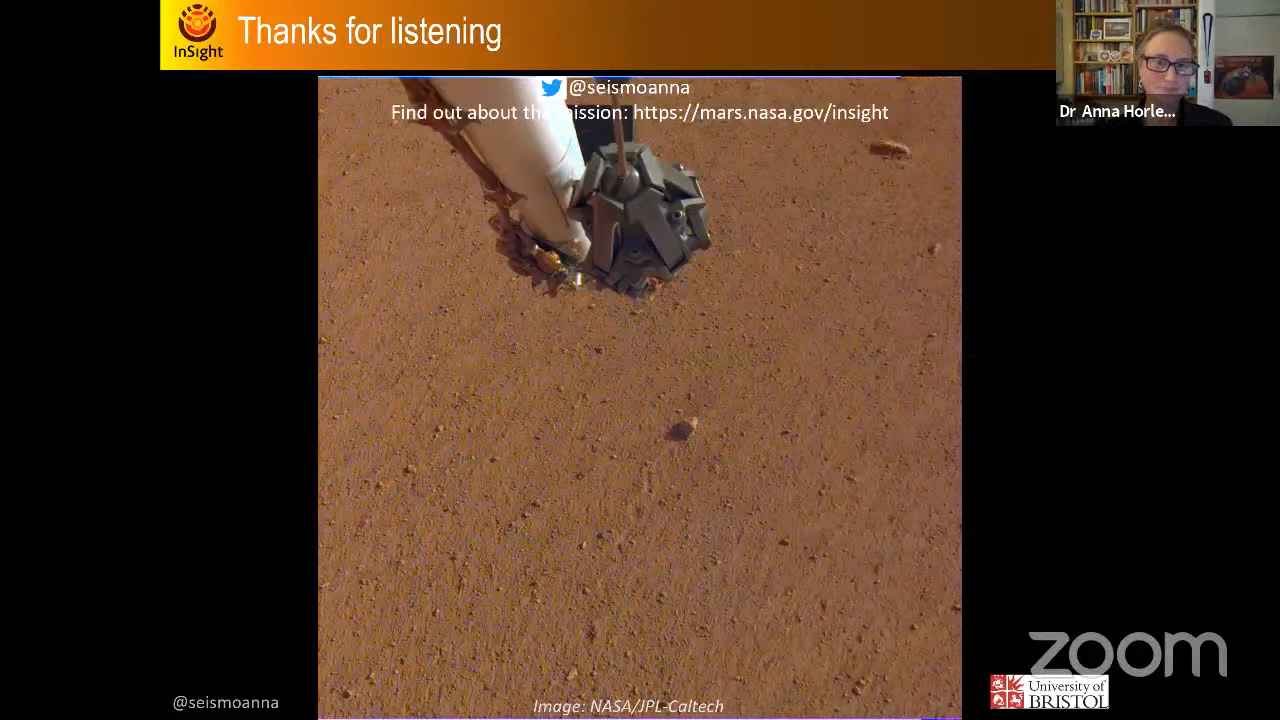 InSight
Thanks for listening
@seismoanna
Find out about the mission: https://mars.nasa.gov/insight
Dr Anna Horle...
zoom
@seismoanna
Image: NASA/JPL-Caltech
University of
BRISTOL